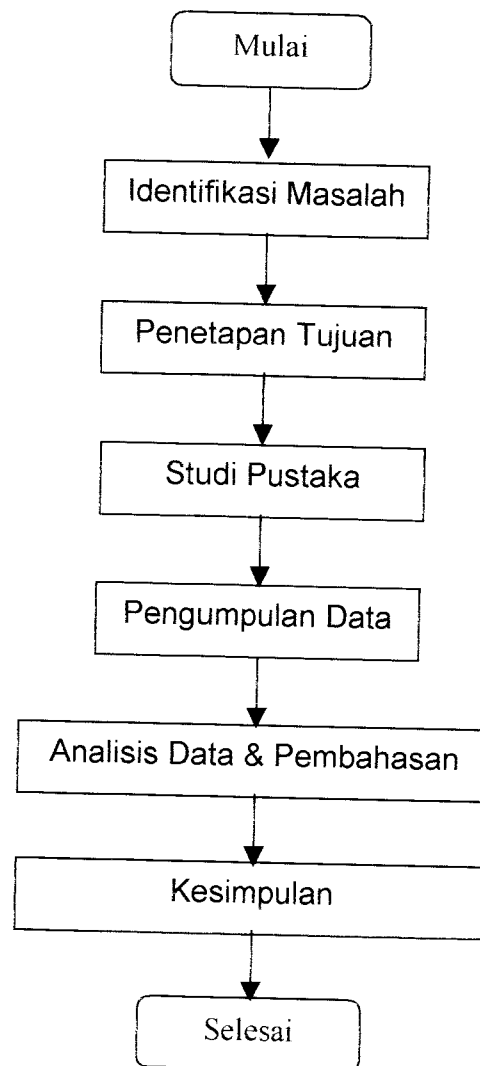 Mulai
Identifikasi Masalah
Penetapan Tujuan
Studi Pustaka
Pengumpulan Data
Analisis Data & Pembahasan
Kesimpulan
Selesai